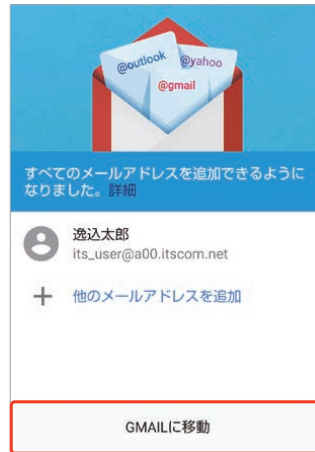 @outlook
@yahoo
@gmail
すべてのメールアドレスを追加できるように
なりました。詳細
逸込太郎
its_user@a00.itscom.net
+ 他のメールアドレスを追加
GMAILに移動